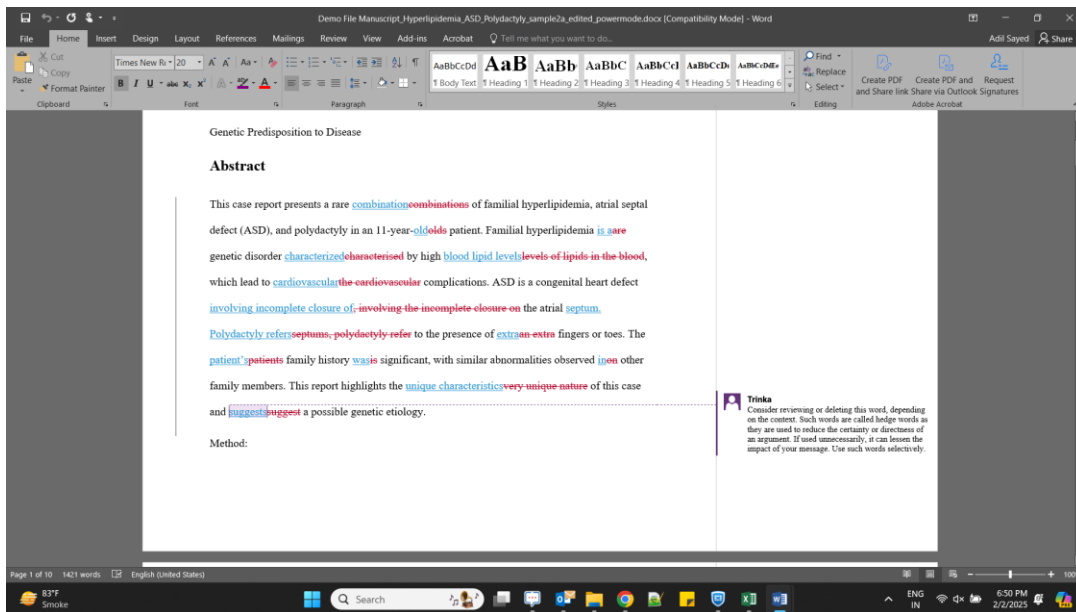 Demo File Manuscript_Hyperlipidemia_ASD_Polydactyly_sample2a_edited_powermode.docx [Compatibility Mode] - Word
File Home Insert Design Layout References Mailings Review View Add-ins Acrobat Tell me what you want to do... Adil Sayed Share
Paste
Cut
Copy
Format Painter
Clipboard
Times New Ro 20
B I U abc X₂ X²
Font
Paragraph
AaBbCcDd AaB AaBb AaBbC AaBbCcl AaBbCcDt AaBbCcDdEe
¶ Body Text ¶ Heading 1 ¶ Heading 2 ¶ Heading 3 ¶ Heading 4 ¶ Heading 5 ¶ Heading 6
Styles
Find
Replace
Select
Editing
Create PDF and Share link
Create PDF and Share via Outlook
Request Signatures
Adobe Acrobat
Genetic Predisposition to Disease
Abstract
This case report presents a rare combinationcombinations of familial hyperlipidemia, atrial septal
defect (ASD), and polydactyly in an 11-year-oldolds patient. Familial hyperlipidemia is aare
genetic disorder characterizedcharacterised by high blood lipid levelslevels of lipids in the blood,
which lead to cardiovascularthe cardiovascular complications. ASD is a congenital heart defect
involving incomplete closure of, involving the incomplete closure on the atrial septum.
Polydactyly refersseptums, polydactyly refer to the presence of extraan extra fingers or toes. The
patient’spatients family history wasis significant, with similar abnormalities observed inon other
family members. This report highlights the unique characteristicsvery unique nature of this case
and suggestssuggest a possible genetic etiology.
Method:
Trinka
Consider reviewing or deleting this word, depending
on the context. Such words are called hedge words as
they are used to reduce the certainty or directness of
an argument. If used unnecessarily, it can lessen the
impact of your message. Use such words selectively.
Page 1 of 10 1421 words English (United States) 100
83°F
Smoke
Search
ENG
IN
6:50 PM
2/2/2025